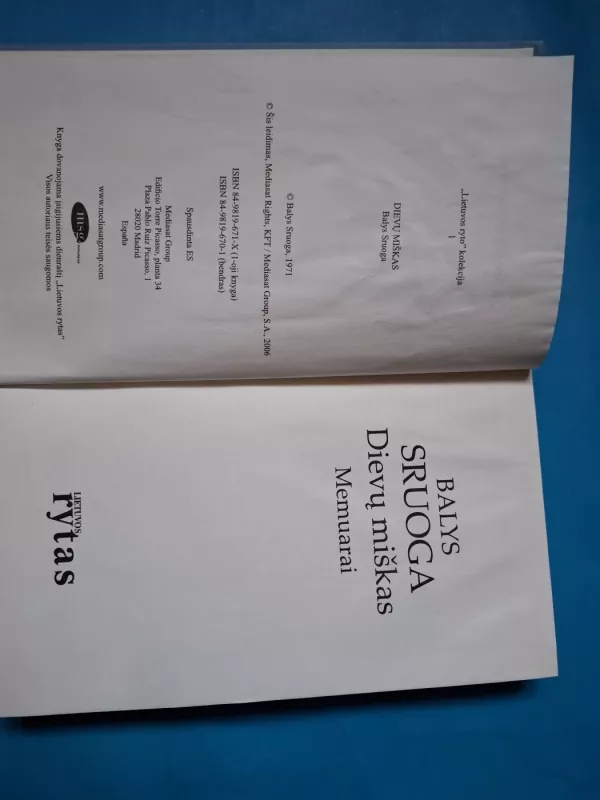 „Lietuvos ryto“ kolekcija
1
DIEVŲ MIŠKAS
Balys Sruoga
© Balys Sruoga, 1971
© Šis leidimas, Mediasat Rights, KFT / Mediasat Group, S.A., 2006
ISBN 84-9819-671-X (1-oji knyga)
ISBN 84-9819-670-1 (bendras)
Spausdinta ES
Mediasat Group
Edificio Torre Picasso, planta 34
Plaza Pablo Ruiz Picasso, 1
28020 Madrid
España
www.mediasatgroup.com
msg
Knyga dovanojama įsigijusiems dienraštį „Lietuvos rytas“
Visos autoriaus teisės saugomos
BALYS
SRUOGA
Dievų miškas
Memuarai
LIETUVOS
rytas